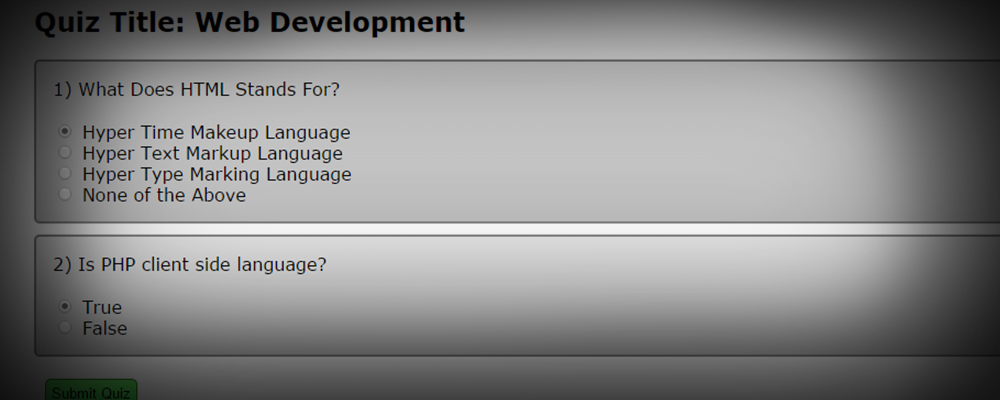 Quiz Title: Web Development
1) What Does HTML Stands For?
Hyper Time Makeup Language
Hyper Text Markup Language
Hyper Type Marking Language
None of the Above
2) Is PHP client side language?
True
False
Submit Quiz